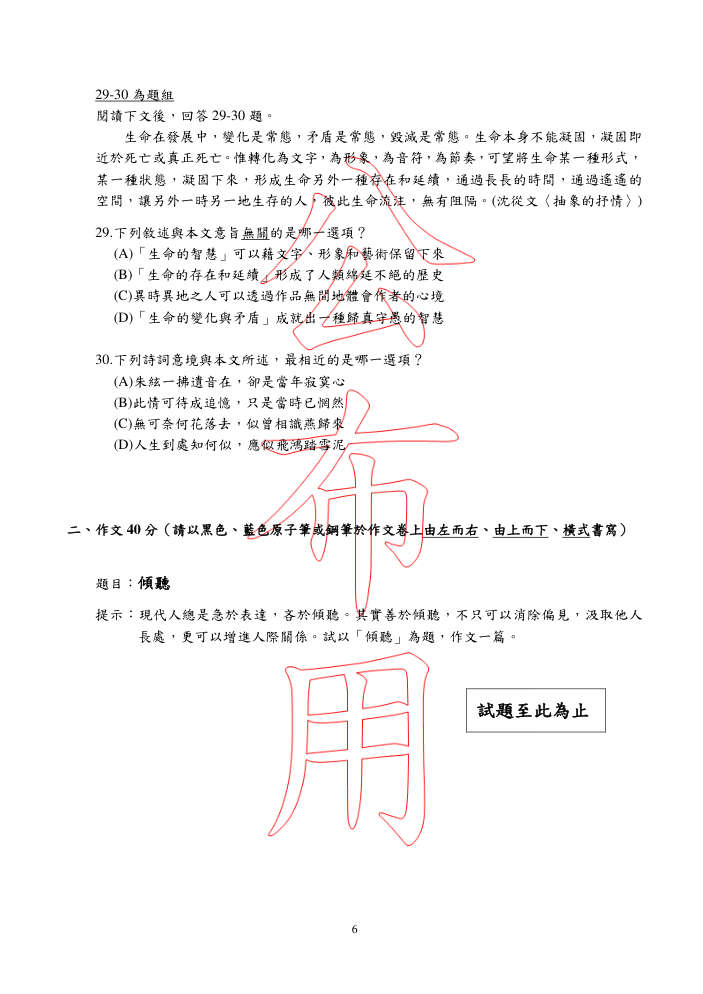 29-30 為題組
閱讀下文後，回答 29-30 題。
生命在發展中，變化是常態，矛盾是常態，毀滅是常態。生命本身不能凝固，凝固即
近於死亡或真正死亡。惟轉化為文字，為形象，為音符，為節奏，可望將生命某一種形式，
某一種狀態，凝固下來，形成生命另外一種存在和延續，通過長長的時間，通過遙遙的
空間，讓另外一時另一地生存的人，彼此生命流注，無有阻隔。(沈從文〈抽象的抒情〉)
29.下列敘述與本文意旨無關的是哪一選項？
(A)「生命的智慧」可以藉文字、形象和藝術保留下來
(B)「生命的存在和延續」形成了人類綿延不絕的歷史
(C)異時異地之人可以透過作品無間地體會作者的心境
(D)「生命的變化與矛盾」成就出一種歸真守愚的智慧
30.下列詩詞意境與本文所述，最相近的是哪一選項？
(A)朱絃一拂遺音在，卻是當年寂寞心
(B)此情可待成追憶，只是當時已惘然
(C)無可奈何花落去，似曾相識燕歸來
(D)人生到處知何似，應似飛鴻踏雪泥
二、作文 40 分（請以黑色、藍色原子筆或鋼筆於作文卷上由左而右、由上而下、橫式書寫）
題目：傾聽
提示：現代人總是急於表達，吝於傾聽。其實善於傾聽，不只可以消除偏見，汲取他人
長處，更可以增進人際關係。試以「傾聽」為題，作文一篇。
試題至此為止
公
布
用
6